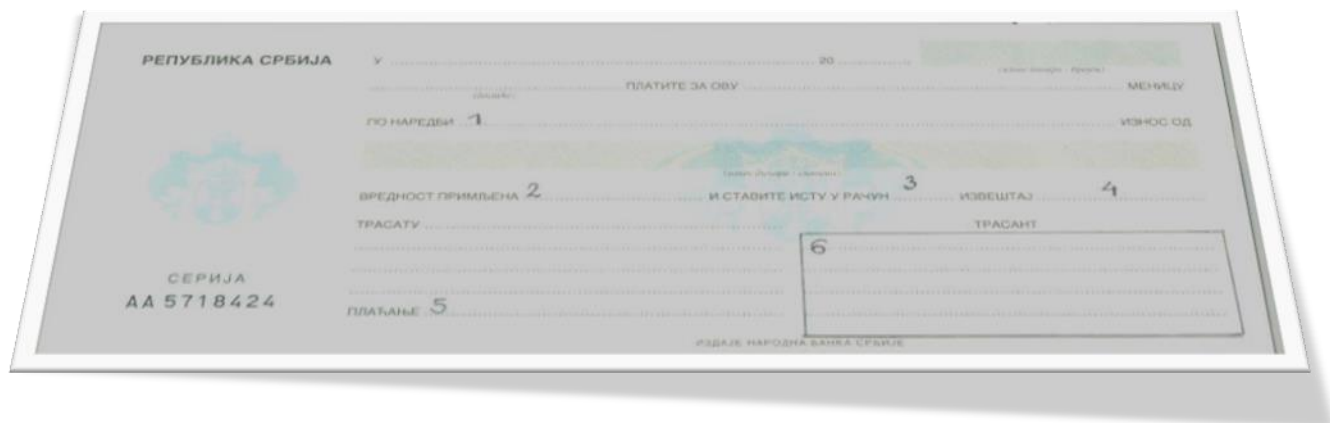 РЕПУБЛИКА СРБИЈА
У 20
ПЛАТИТЕ ЗА ОВУ МЕНИЦУ
ПО НАРЕДБИ 1 ИЗНОС ОД
ВРЕДНОСТ ПРИМЉЕНА 2 И СТАВИТЕ ИСТУ У РАЧУН 3 ИЗВЕШТАЈ 4
ТРАСАТУ ТРАСАНТ
6
СЕРИЈА
АА 5718424
ПЛАЋАЊЕ 5
ИЗДАЈЕ НАРОДНА БАНКА СРБИЈЕ